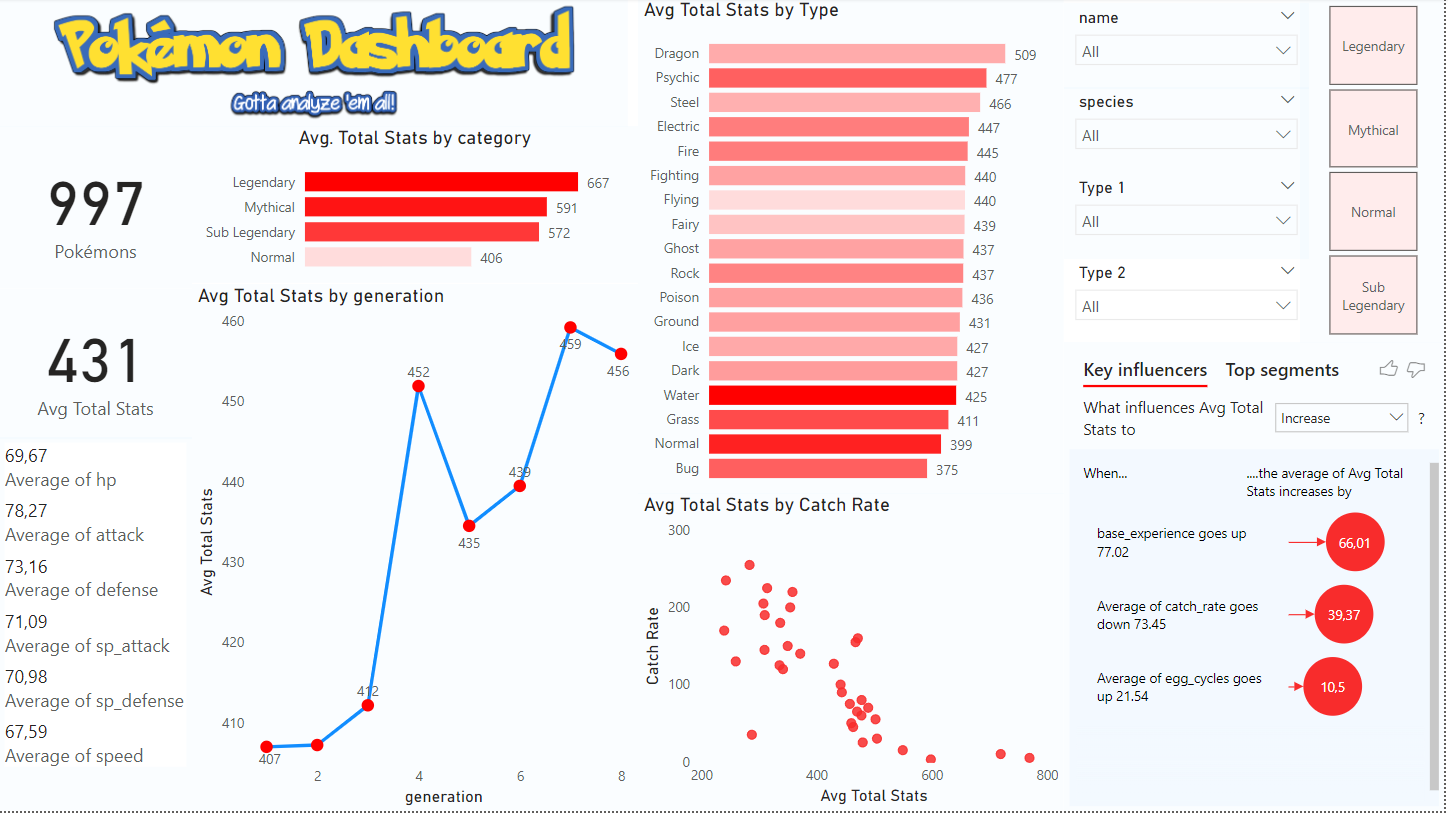 Pokémon Dashboard
Gotta analyze 'em all!
997
Pokémons
431
Avg Total Stats
69,67
Average of hp
78,27
Average of attack
73,16
Average of defense
71,09
Average of sp_attack
70,98
Average of sp_defense
67,59
Average of speed
Avg. Total Stats by category
Legendary 667
Mythical 591
Sub Legendary 572
Normal 406
Avg Total Stats by generation
Avg Total Stats
460
450
440
430
420
410
407
412
452
435
439
459
456
2 4 6 8
generation
Avg Total Stats by Type
Dragon 509
Psychic 477
Steel 466
Electric 447
Fire 445
Fighting 440
Flying 440
Fairy 439
Ghost 437
Rock 437
Poison 436
Ground 431
Ice 427
Dark 427
Water 425
Grass 411
Normal 399
Bug 375
Avg Total Stats by Catch Rate
Catch Rate
300
200
100
0
200 400 600 800
Avg Total Stats
name
All
species
All
Type 1
All
Type 2
All
Legendary
Mythical
Normal
Sub
Legendary
Key influencers Top segments
What influences Avg Total
Stats to
Increase
?
When...
....the average of Avg Total
Stats increases by
base_experience goes up
77.02
66,01
Average of catch_rate goes
down 73.45
39,37
Average of egg_cycles goes
up 21.54
10,5